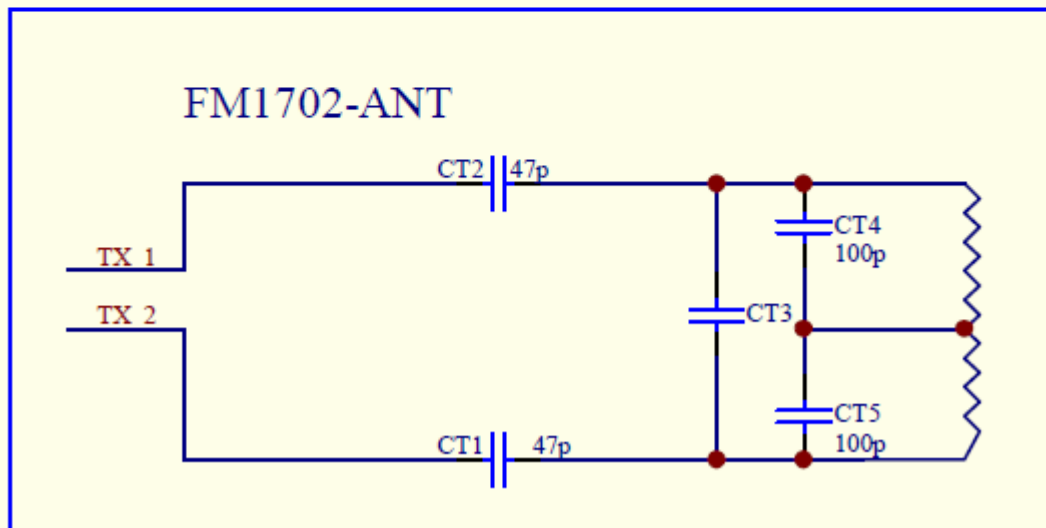 FM1702-ANT
CT2 47p
TX 1
TX 2
CT4
100p
CT3
CT5
100p
CT1 47p